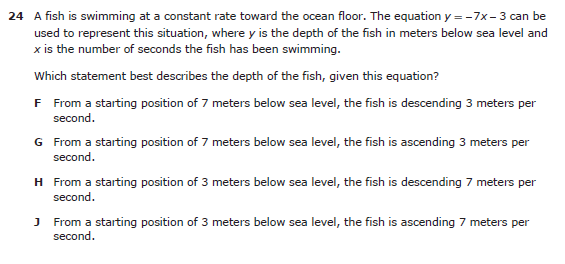 24 A fish is swimming at a constant rate toward the ocean floor. The equation y = –7x – 3 can be
used to represent this situation, where y is the depth of the fish in meters below sea level and
x is the number of seconds the fish has been swimming.
Which statement best describes the depth of the fish, given this equation?
F From a starting position of 7 meters below sea level, the fish is descending 3 meters per
second.
G From a starting position of 7 meters below sea level, the fish is ascending 3 meters per
second.
H From a starting position of 3 meters below sea level, the fish is descending 7 meters per
second.
J From a starting position of 3 meters below sea level, the fish is ascending 7 meters per
second.